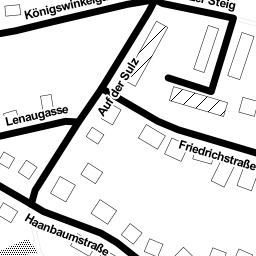 Königswinkelg
er Steig
Auf der Sulz
Lenaugasse
Friedrichstraße
Haanbaumstraße